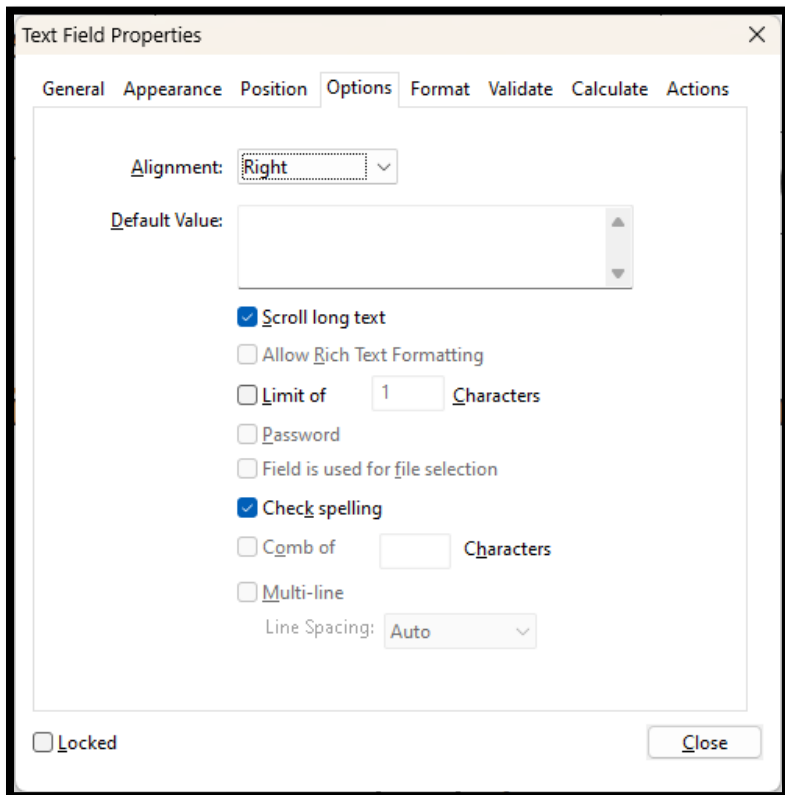 Text Field Properties
General Appearance Position Options Format Validate Calculate Actions
Alignment: Right
Default Value:
Scroll long text
Allow Rich Text Formatting
Limit of 1 Characters
Password
Field is used for file selection
Check spelling
Comb of Characters
Multi-line
Line Spacing: Auto
Locked Close